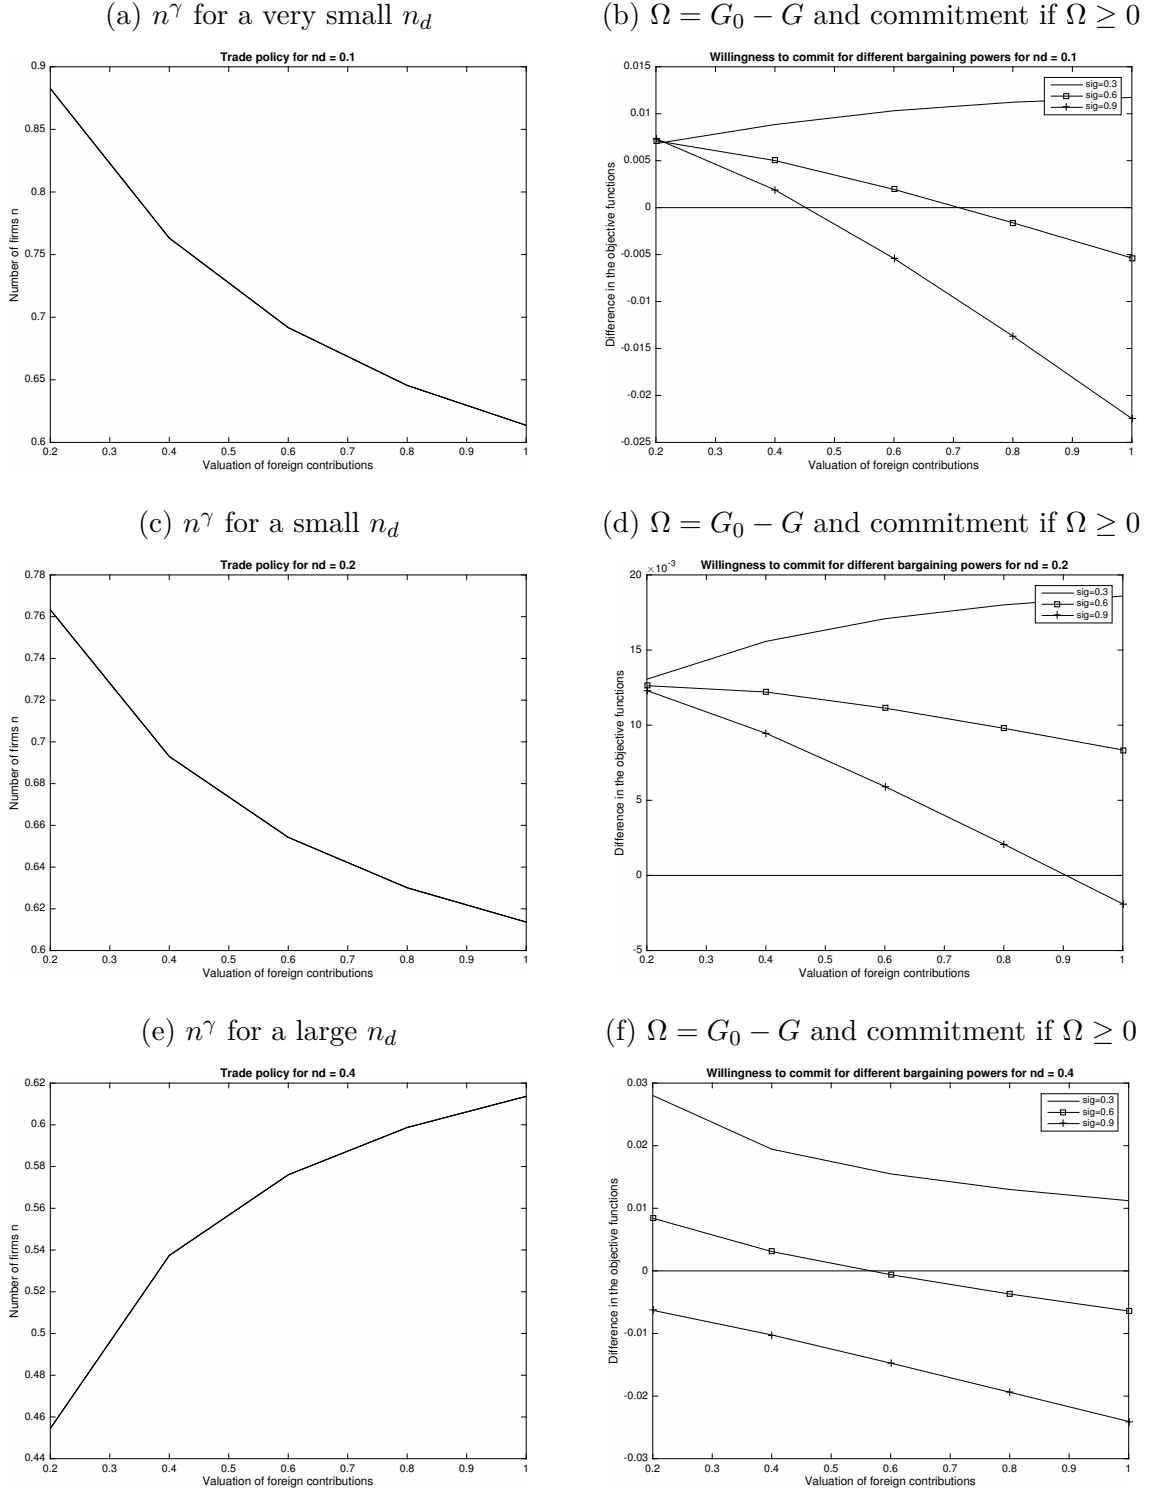 (a) n^γ for a very small n_d
Trade policy for nd = 0.1
0.9
0.85
0.8
0.75
0.7
0.65
0.6
Number of firms n
0.2 0.3 0.4 0.5 0.6 0.7 0.8 0.9 1
Valuation of foreign contributions
(b) Ω = G_0 − G and commitment if Ω ≥ 0
Willingness to commit for different bargaining powers for nd = 0.1
sig=0.3
sig=0.6
sig=0.9
0.015
0.01
0.005
0
-0.005
-0.01
-0.015
-0.02
-0.025
Difference in the objective functions
0.2 0.3 0.4 0.5 0.6 0.7 0.8 0.9 1
Valuation of foreign contributions
(c) n^γ for a small n_d
Trade policy for nd = 0.2
0.78
0.76
0.74
0.72
0.7
0.68
0.66
0.64
0.62
0.6
Number of firms n
0.2 0.3 0.4 0.5 0.6 0.7 0.8 0.9 1
Valuation of foreign contributions
(d) Ω = G_0 − G and commitment if Ω ≥ 0
×10^-3
Willingness to commit for different bargaining powers for nd = 0.2
sig=0.3
sig=0.6
sig=0.9
20
15
10
5
0
-5
Difference in the objective functions
0.2 0.3 0.4 0.5 0.6 0.7 0.8 0.9 1
Valuation of foreign contributions
(e) n^γ for a large n_d
Trade policy for nd = 0.4
0.62
0.6
0.58
0.56
0.54
0.52
0.5
0.48
0.46
0.44
Number of firms n
0.2 0.3 0.4 0.5 0.6 0.7 0.8 0.9 1
Valuation of foreign contributions
(f) Ω = G_0 − G and commitment if Ω ≥ 0
Willingness to commit for different bargaining powers for nd = 0.4
sig=0.3
sig=0.6
sig=0.9
0.03
0.02
0.01
0
-0.01
-0.02
-0.03
Difference in the objective functions
0.2 0.3 0.4 0.5 0.6 0.7 0.8 0.9 1
Valuation of foreign contributions